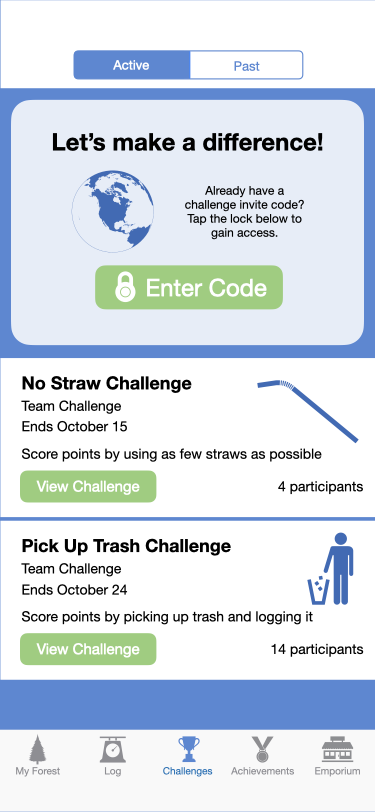 Active
Past
Let’s make a difference!
Already have a
challenge invite code?
Tap the lock below to
gain access.
Enter Code
No Straw Challenge
Team Challenge
Ends October 15
Score points by using as few straws as possible
View Challenge
4 participants
Pick Up Trash Challenge
Team Challenge
Ends October 24
Score points by picking up trash and logging it
View Challenge
14 participants
My Forest
Log
Challenges
Achievements
Emporium